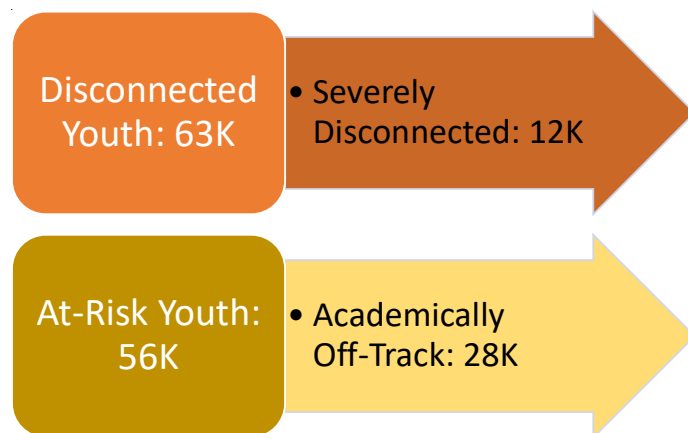 Disconnected
Youth: 63K
• Severely
Disconnected: 12K
At-Risk Youth:
56K
• Academically
Off-Track: 28K